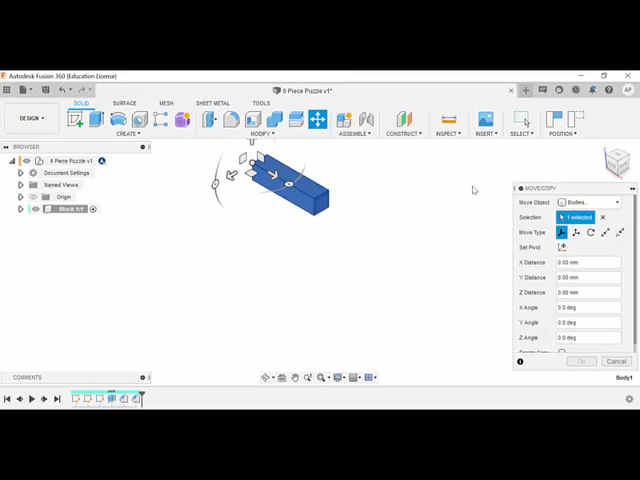 Autodesk Fusion 360 (Education License)
6 Piece Puzzle v1*
AP
DESIGN
SOLID SURFACE MESH SHEET METAL TOOLS
CREATE MODIFY ASSEMBLE CONSTRUCT INSPECT INSERT SELECT POSITION
BROWSER
6 Piece Puzzle v1
Document Settings
Named Views
Origin
Block 1:1
MOVE/COPY
Move Object Bodies...
Selection 1 selected
Move Type
Set Pivot
X Distance 0.00 mm
Y Distance 0.00 mm
Z Distance 0.00 mm
X Angle 0.0 deg
Y Angle 0.0 deg
Z Angle 0.0 deg
OK Cancel
COMMENTS
Body1